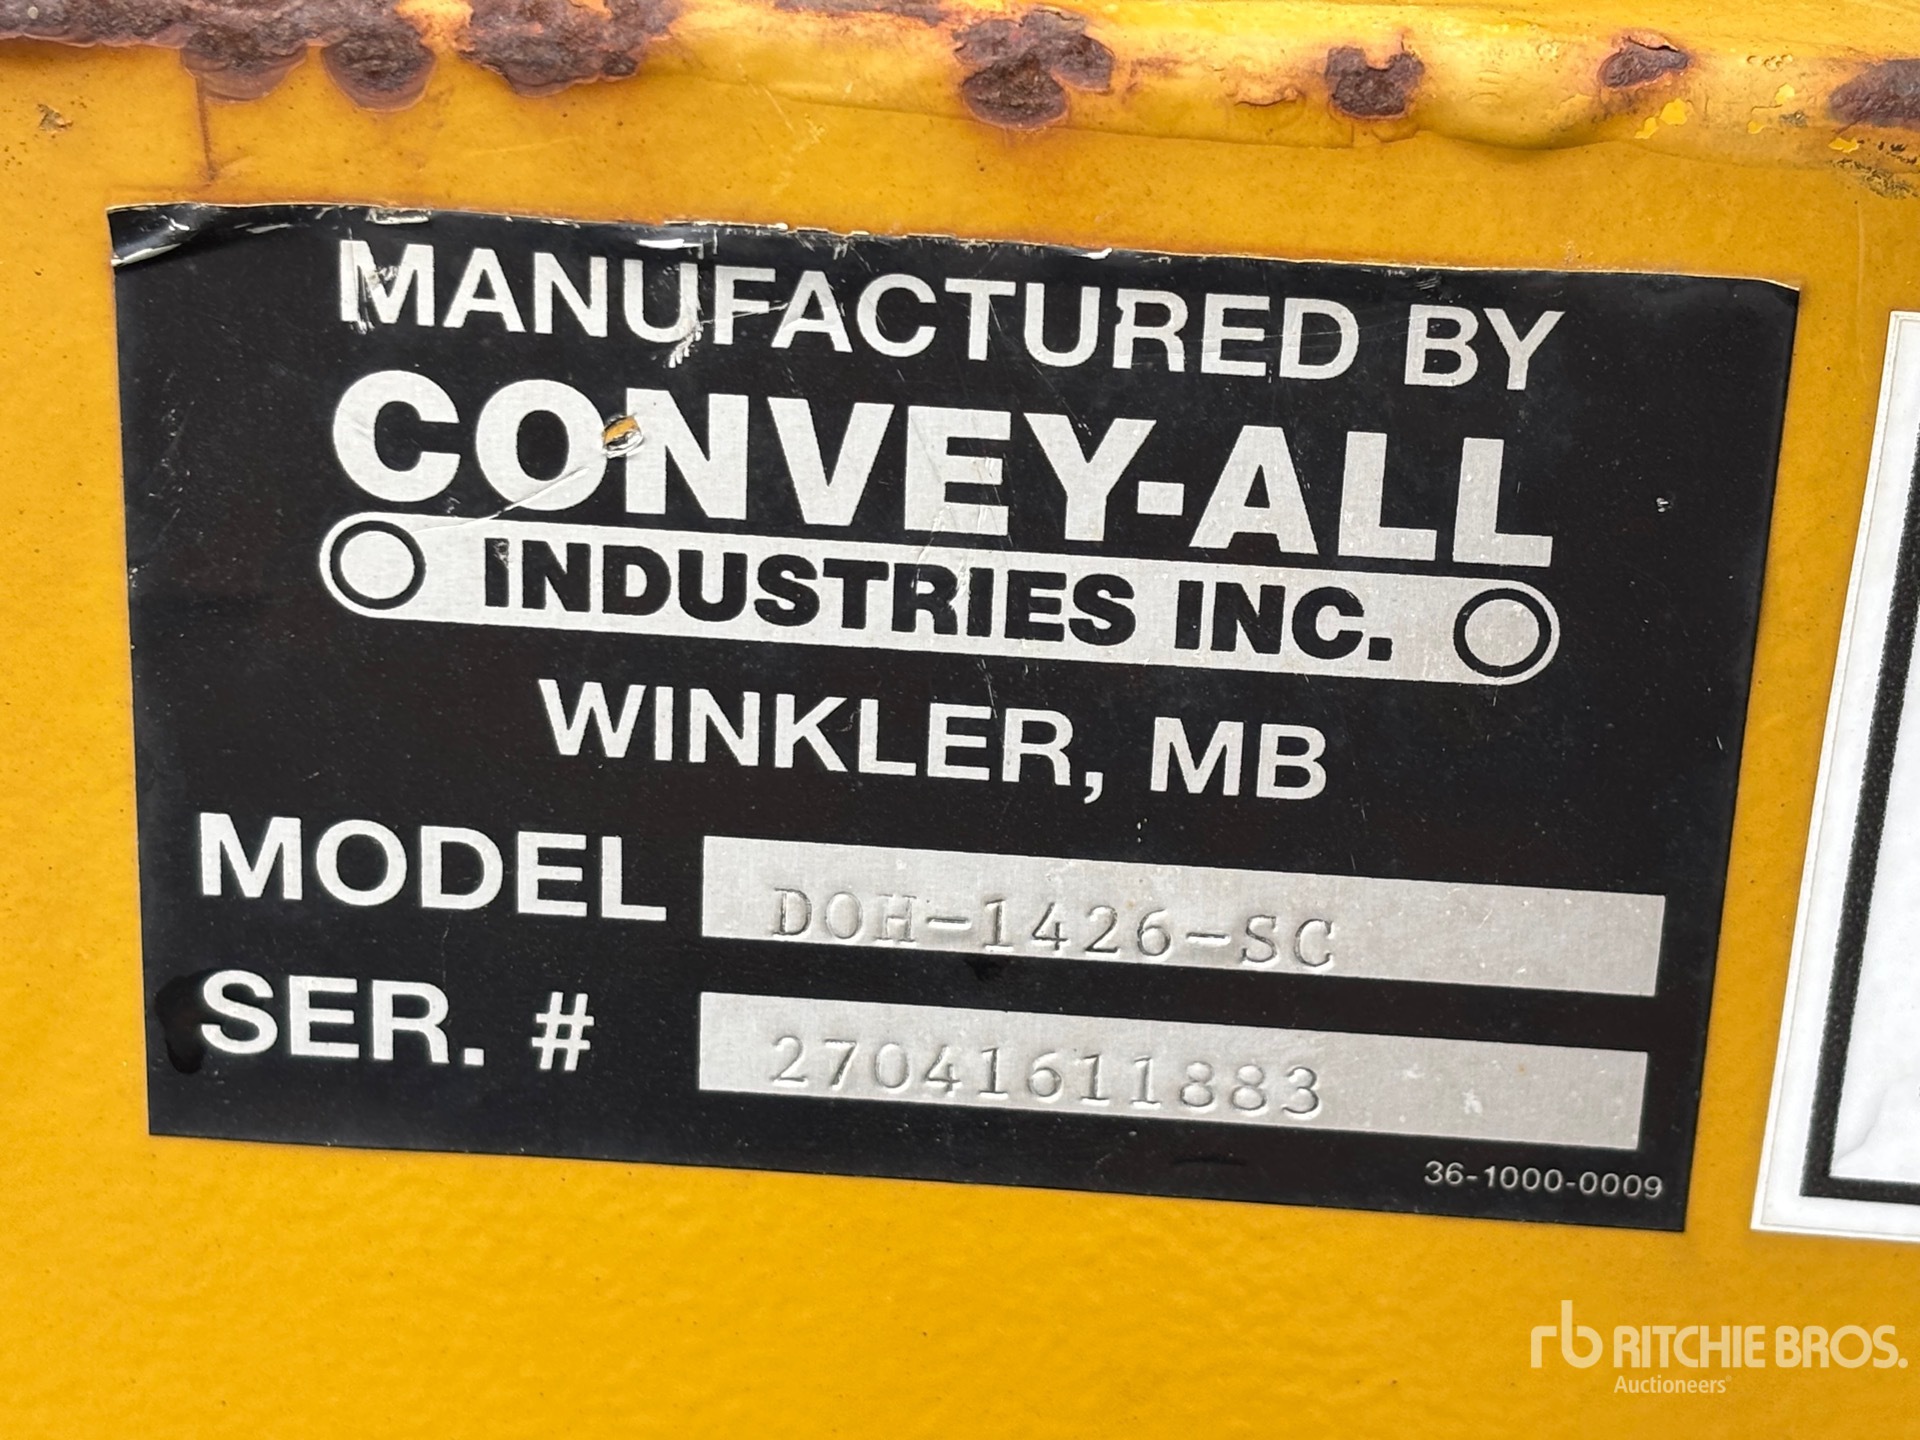 MANUFACTURED BY
CONVEY-ALL
INDUSTRIES INC.
WINKLER, MB
MODEL DOH-1426-SC
SER. # 27041611883
36-1000-0009
rb RITCHIE BROS.
Auctioneers